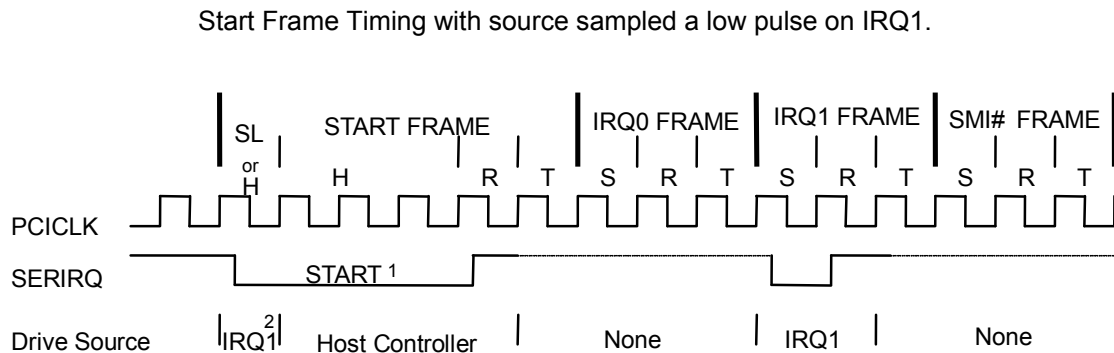 Start Frame Timing with source sampled a low pulse on IRQ1.
SL
or
H
START FRAME
IRQ0 FRAME
IRQ1 FRAME
SMI# FRAME
H R T S R T S R T S R T
PCICLK
SERIRQ
START 1
Drive Source
IRQ1 2
Host Controller
None
IRQ1
None